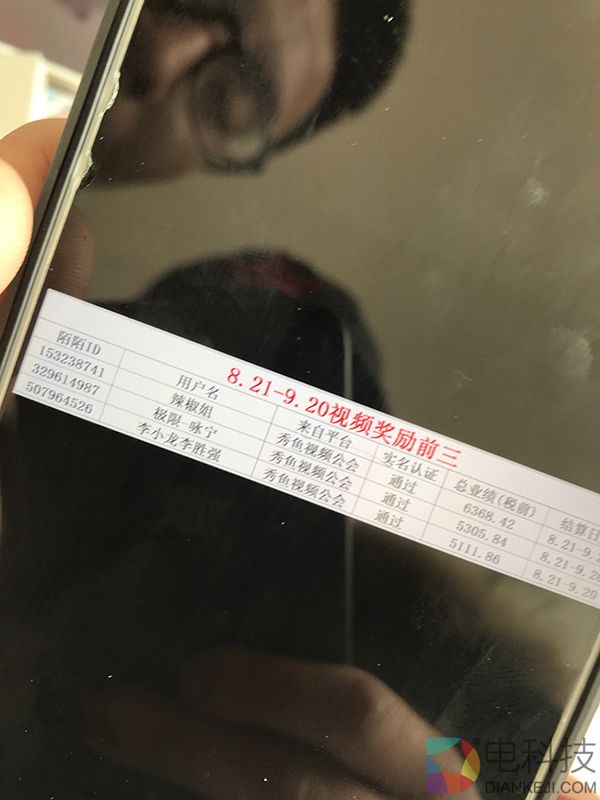 8.21-9.20视频奖励前三
陌陌ID 用户名 来自平台 实名认证 总业绩(税前) 结算日
153238741 辣椒姐 秀鱼视频公会 通过 6368.42 8.21-9.
329614987 极限-咏宁 秀鱼视频公会 通过 5305.84 8.21-9.20
507964526 李小龙李胜强 秀鱼视频公会 通过 5111.86 8.21-9.20
电科技
DIANKEJI.COM